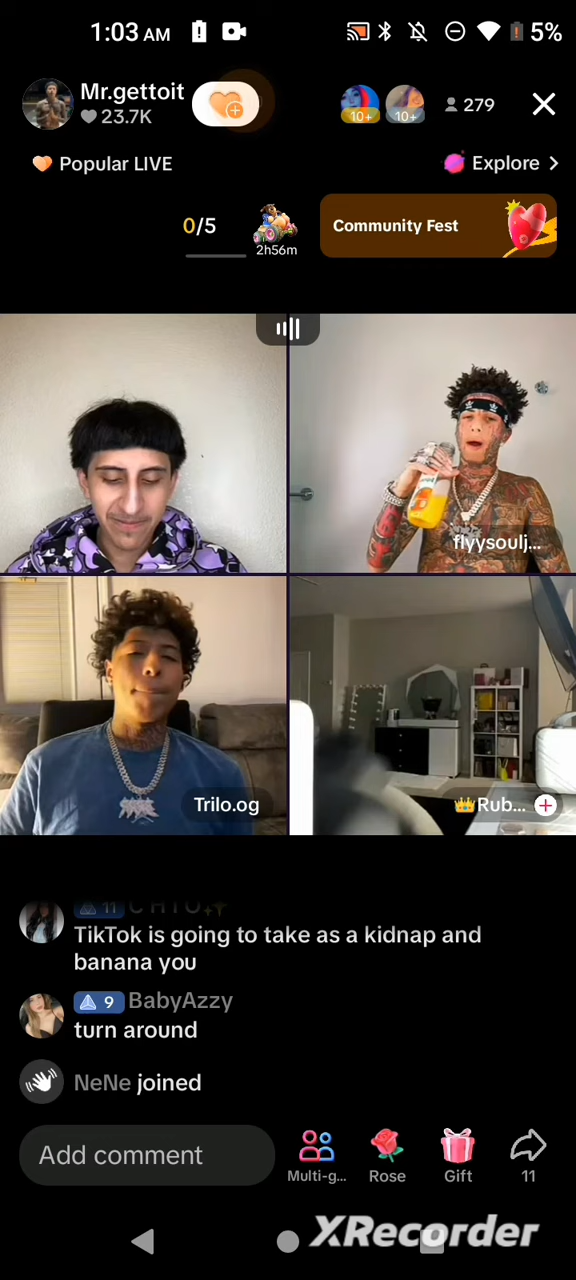 1:03 AM
5%
Mr.gettoit
23.7K
10+
10+
279
Popular LIVE
Explore >
0/5
2h56m
Community Fest
flyysoulj...
Trilo.og
Rub...
11 C H I U
TikTok is going to take as a kidnap and
banana you
9 BabyAzzy
turn around
NeNe joined
Add comment
Multi-g...
Rose
Gift
11
XRecorder